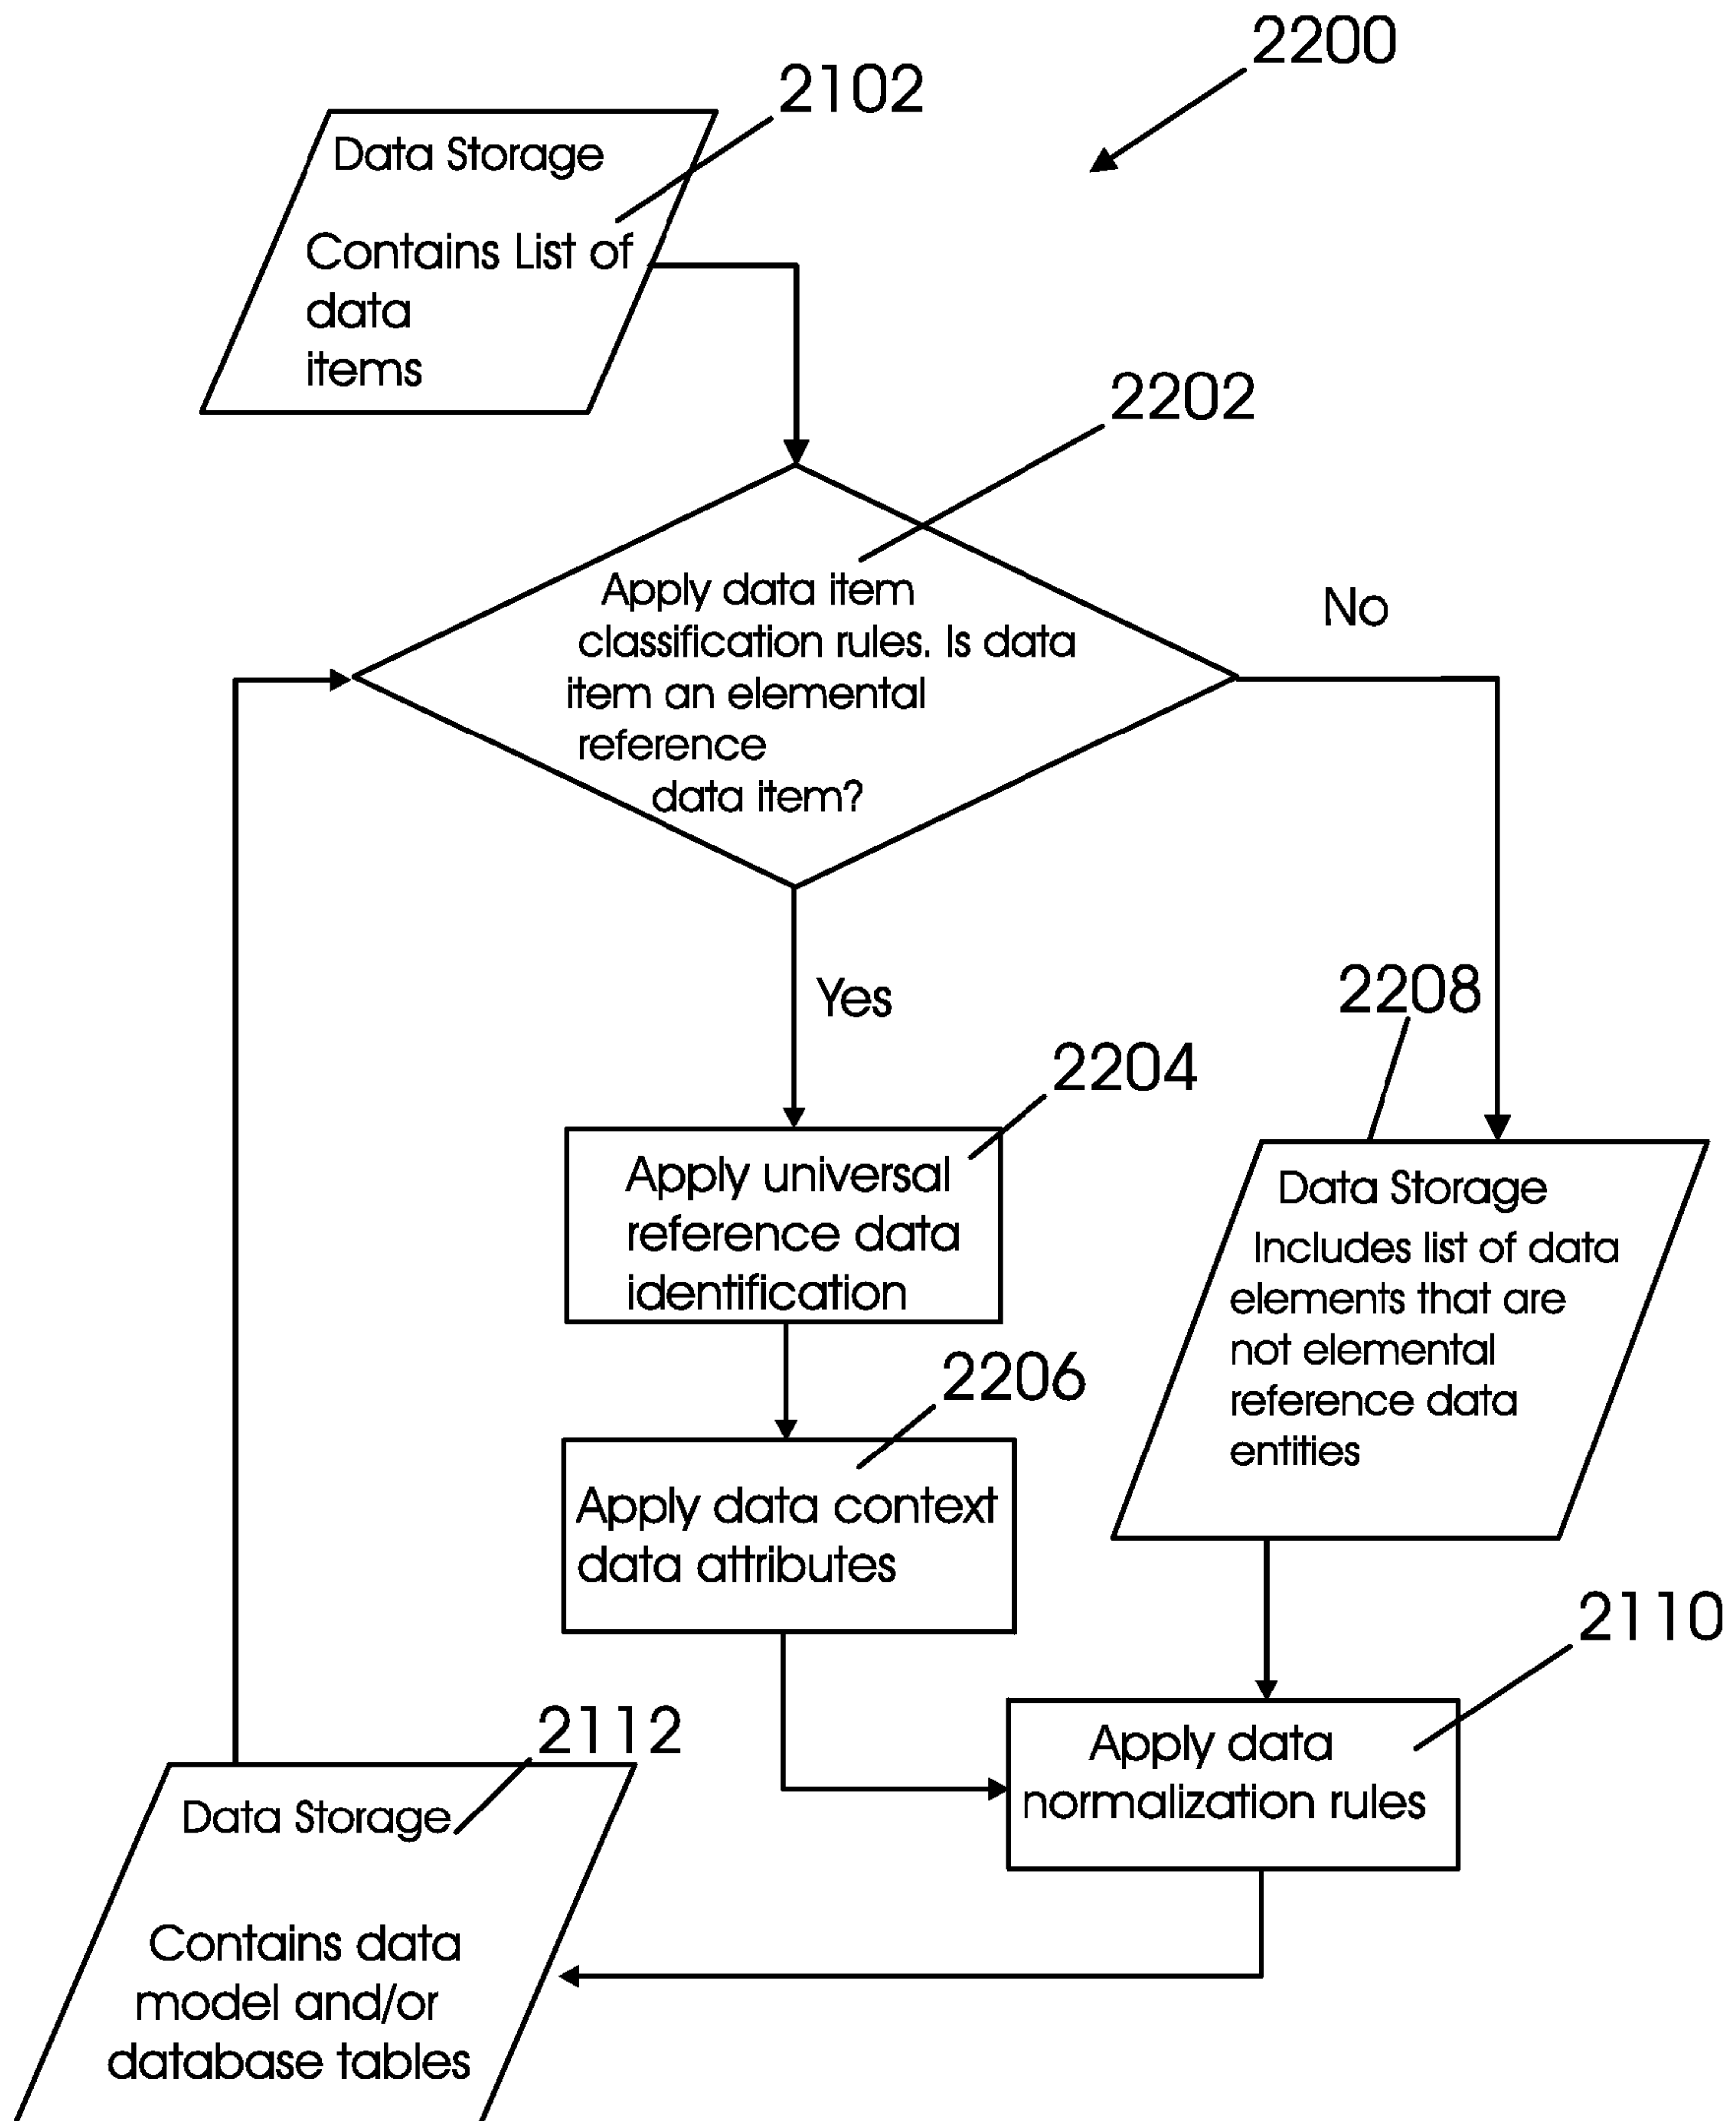 2200
2102
Data Storage
Contains List of
data
items
2202
Apply data item
classification rules. Is data
item an elemental
reference
data item?
No
Yes
2208
2204
Apply universal
reference data
identification
Data Storage
Includes list of data
elements that are
not elemental
reference data
entities
2206
Apply data context
data attributes
2110
Apply data
normalization rules
2112
Data Storage
Contains data
model and/or
database tables